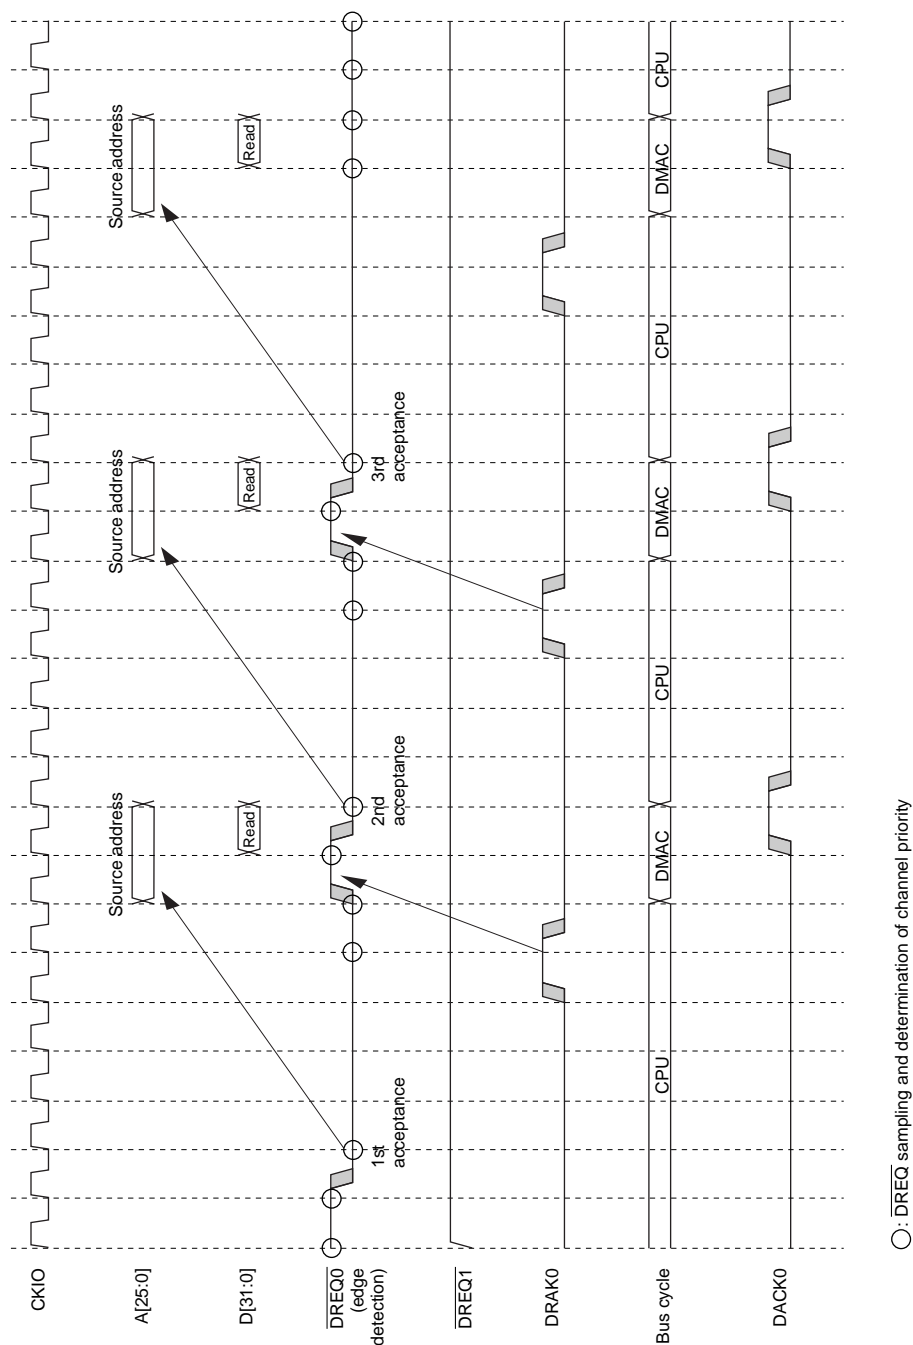 CKIO
A[25:0]
Source address
Source address
Source address
D[31:0]
Read
Read
Read
DREQ0
(edge
detection)
1st
acceptance
2nd
acceptance
3rd
acceptance
DREQ1
DRAK0
Bus cycle
CPU
DMAC
CPU
DMAC
CPU
DMAC
CPU
DACK0
: DREQ sampling and determination of channel priority